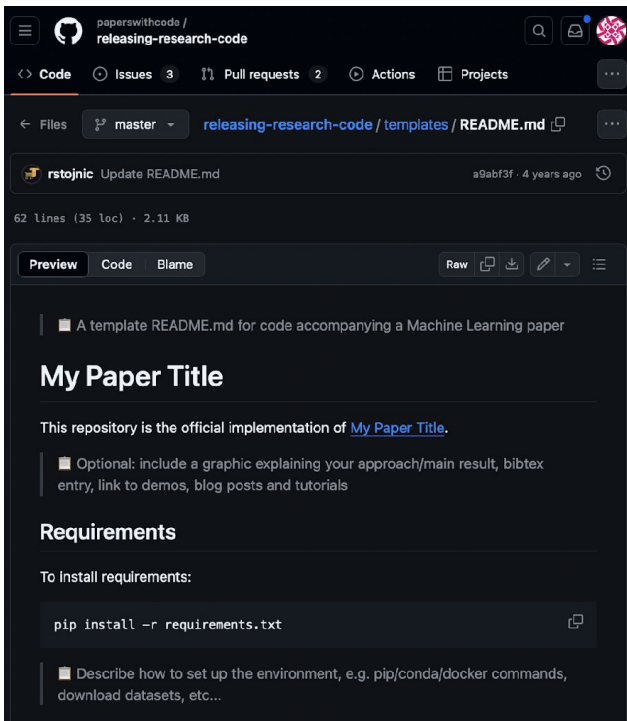 paperswithcode /
releasing-research-code
Code Issues 3 Pull requests 2 Actions Projects
Files master releasing-research-code / templates / README.md
rstojnic Update README.md a9abf3f · 4 years ago
62 lines (35 loc) · 2.11 KB
Preview Code Blame Raw
📋 A template README.md for code accompanying a Machine Learning paper
My Paper Title
This repository is the official implementation of My Paper Title.
📋 Optional: include a graphic explaining your approach/main result, bibtex
entry, link to demos, blog posts and tutorials
Requirements
To install requirements:
pip install -r requirements.txt
📋 Describe how to set up the environment, e.g. pip/conda/docker commands,
download datasets, etc...